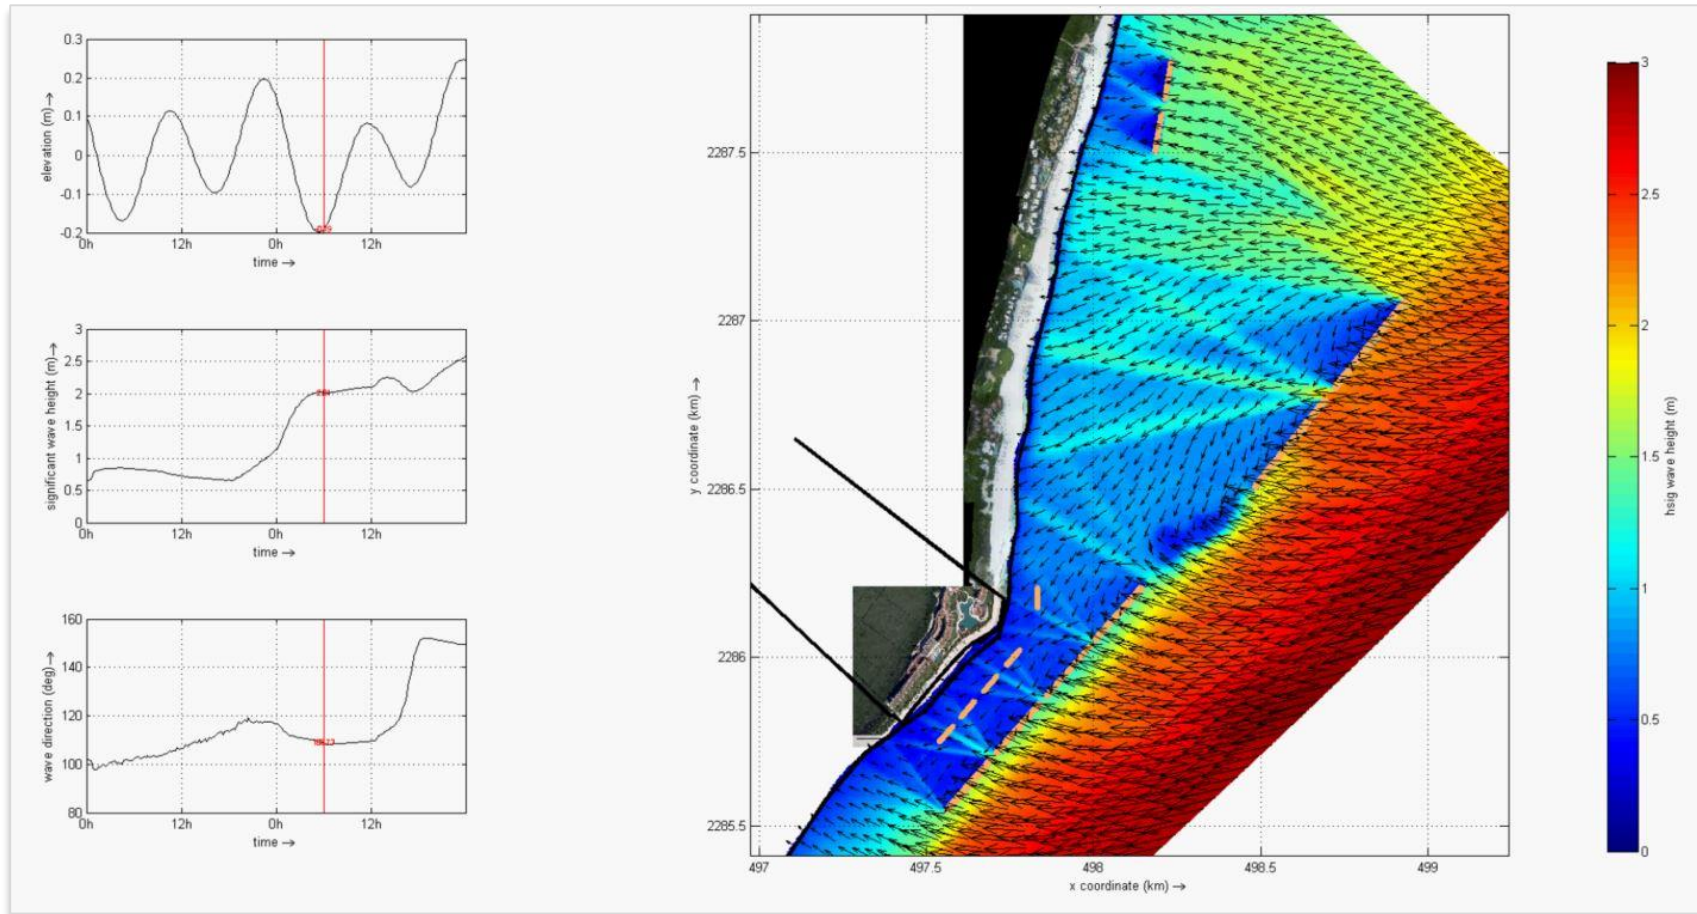 0.3
0.2
0.1
0
-0.1
-0.2
elevation (m)→
0h 12h 0h 12h
time →
3
2.5
2
1.5
1
0.5
0
significant wave height (m)→
0h 12h 0h 12h
time →
160
140
120
100
80
wave direction (deg)→
0h 12h 0h 12h
time →
2287.5
2287
2286.5
2286
2285.5
y coordinate (km) →
497 497.5 498 498.5 499
x coordinate (km) →
3
2.5
2
1.5
1
0.5
0
hsig wave height (m)